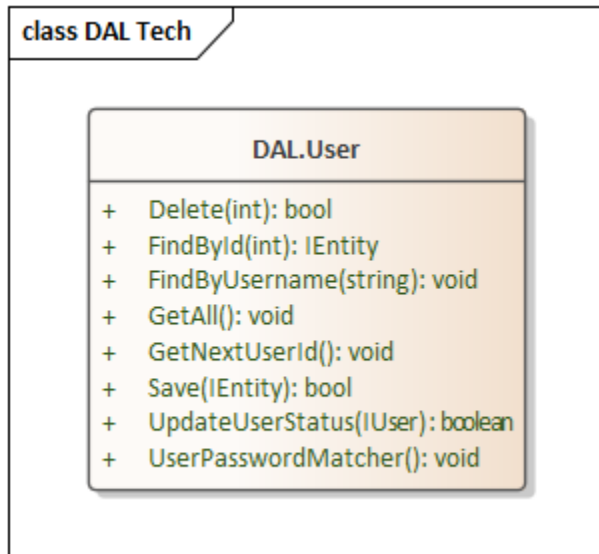 class DAL Tech
DAL.User
+ Delete(int): bool
+ FindById(int): IEntity
+ FindByUsername(string): void
+ GetAll(): void
+ GetNextUserId(): void
+ Save(IEntity): bool
+ UpdateUserStatus(IUser): boolean
+ UserPasswordMatcher(): void